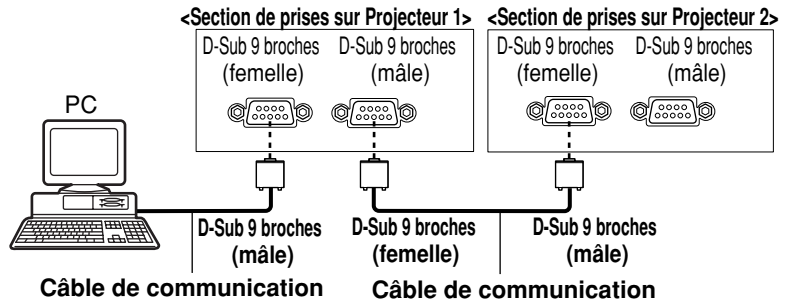 <Section de prises sur Projecteur 1>
<Section de prises sur Projecteur 2>
D-Sub 9 broches
(femelle)
D-Sub 9 broches
(mâle)
D-Sub 9 broches
(femelle)
D-Sub 9 broches
(mâle)
PC
D-Sub 9 broches
(mâle)
D-Sub 9 broches
(femelle)
D-Sub 9 broches
(mâle)
Câble de communication
Câble de communication